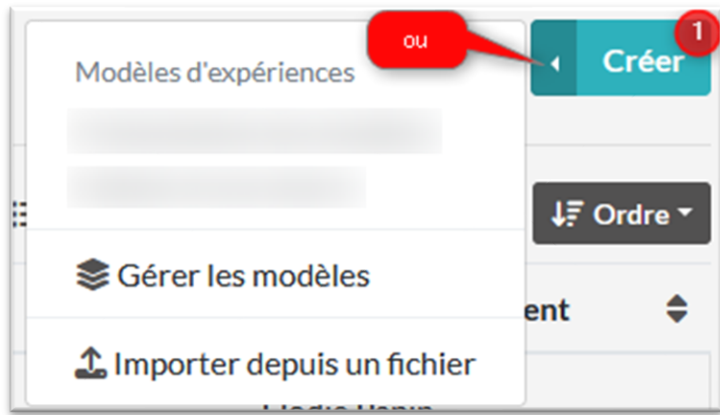 ou
1
Créer
Modèles d'expériences
Ordre
Gérer les modèles
ent
Importer depuis un fichier